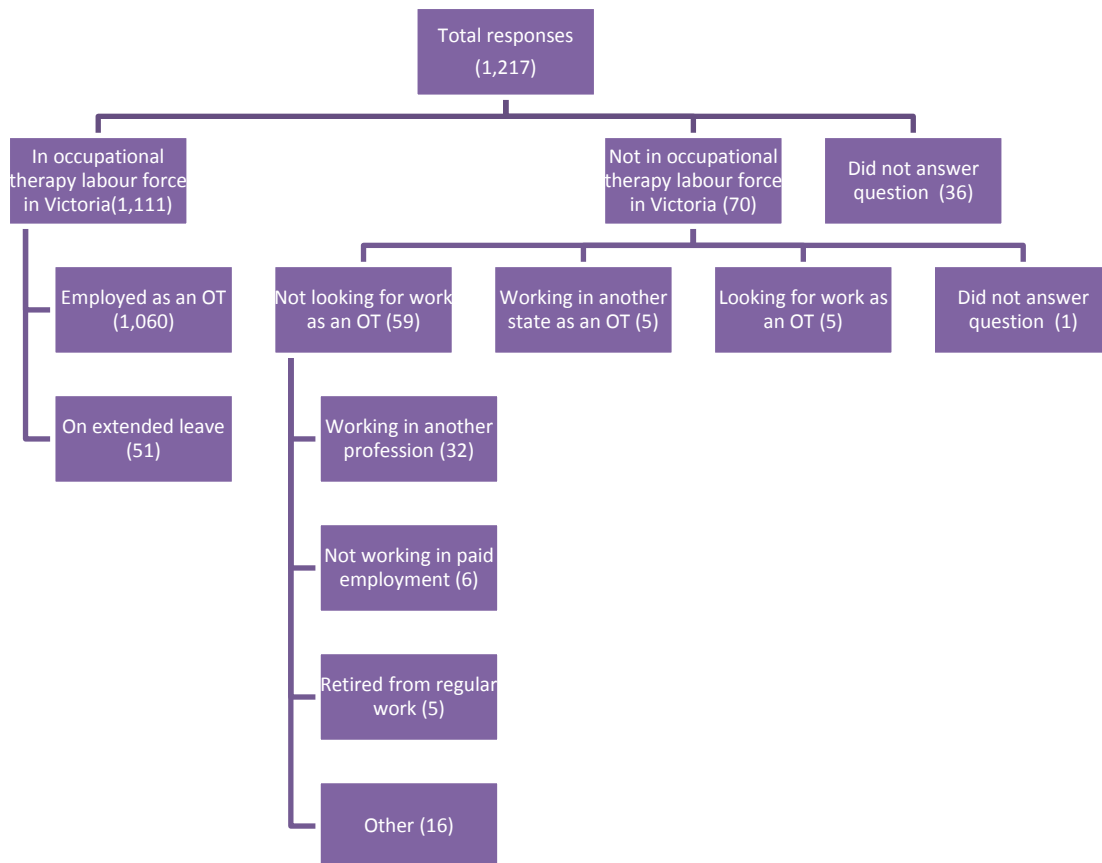 Total responses
(1,217)
In occupational
therapy labour force
in Victoria(1,111)
Not in occupational
therapy labour force
in Victoria (70)
Did not answer
question (36)
Employed as an OT
(1,060)
Not looking for work
as an OT (59)
Working in another
state as an OT (5)
Looking for work as
an OT (5)
Did not answer
question (1)
On extended leave
(51)
Working in another
profession (32)
Not working in paid
employment (6)
Retired from regular
work (5)
Other (16)